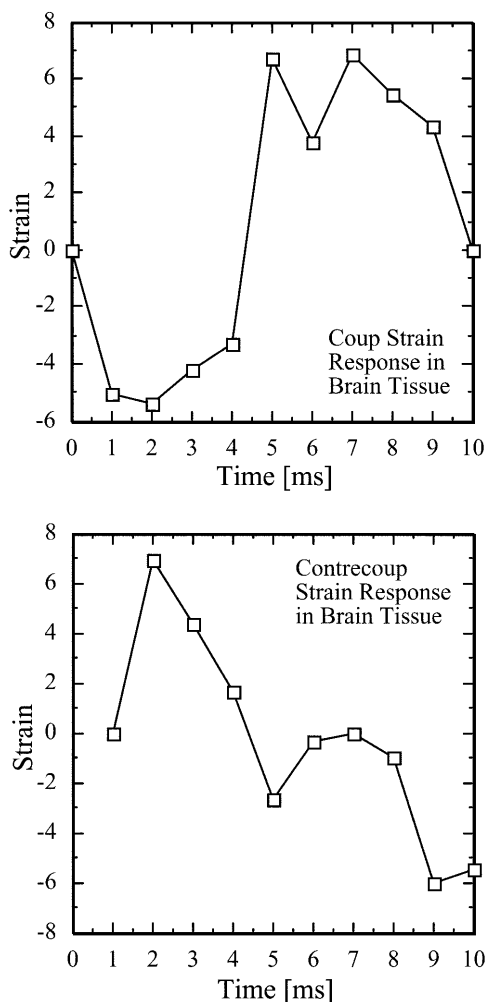 8
6
4
2
0
-2
-4
-6
Strain
Coup Strain
Response in
Brain Tissue
0 1 2 3 4 5 6 7 8 9 10
Time [ms]
8
6
4
2
0
-2
-4
-6
-8
Strain
Contrecoup
Strain Response
in Brain Tissue
0 1 2 3 4 5 6 7 8 9 10
Time [ms]